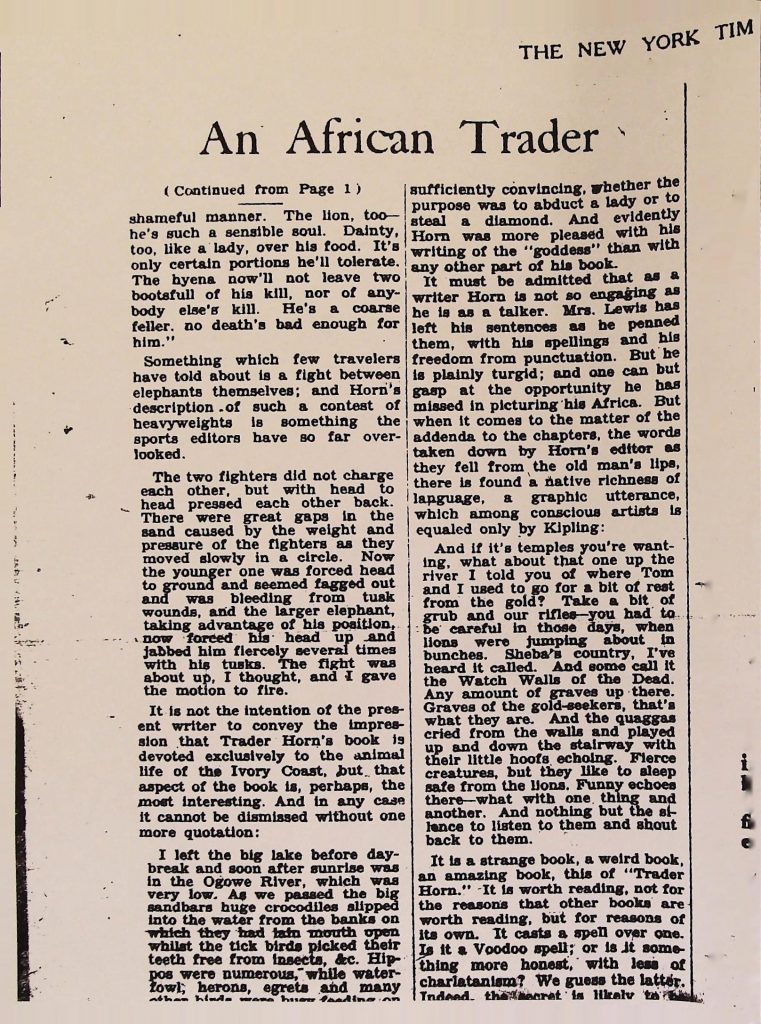 THE NEW YORK TIM
An African Trader
(Continued from Page 1)
shameful manner. The lion, too—
he's such a sensible soul. Dainty,
too, like a lady, over his food. It's
only certain portions he'll tolerate.
The hyena now'll not leave two
bootsfull of his kill, nor of any-
body else's kill. He's a coarse
feller. no death's bad enough for
him."
Something which few travelers
have told about is a fight between
elephants themselves; and Horn's
description of such a contest of
heavyweights is something the
sports editors have so far over-
looked.
The two fighters did not charge
each other, but with head to
head pressed each other back.
There were great gaps in the
sand caused by the weight and
pressure of the fighters as they
moved slowly in a circle. Now
the younger one was forced head
to ground and seemed fagged out
and was bleeding from tusk
wounds, and the larger elephant,
taking advantage of his position,
now forced his head up and
jabbed him fiercely several times
with his tusks. The fight was
about up, I thought, and I gave
the motion to fire.
It is not the intention of the pres-
ent writer to convey the impres-
sion that Trader Horn's book is
devoted exclusively to the animal
life of the Ivory Coast, but that
aspect of the book is, perhaps, the
most interesting. And in any case
it cannot be dismissed without one
more quotation:
I left the big lake before day-
break and soon after sunrise was
in the Ogowe River, which was
very low. As we passed the big
sandbars huge crocodiles slipped
into the water from the banks on
which they had lain mouth open
whilst the tick birds picked their
teeth free from insects, &c. Hip-
pos were numerous, while water-
fowl; herons, egrets and many
other birds were busy feeding on
sufficiently convincing, whether the
purpose was to abduct a lady or to
steal a diamond. And evidently
Horn was more pleased with his
writing of the "goddess" than with
any other part of his book.
It must be admitted that as a
writer Horn is not so engaging as
he is as a talker. Mrs. Lewis has
left his sentences as he penned
them, with his spellings and his
freedom from punctuation. But he
is plainly turgid; and one can but
gasp at the opportunity he has
missed in picturing his Africa. But
when it comes to the matter of the
addenda to the chapters, the words
taken down by Horn's editor as
they fell from the old man's lips,
there is found a native richness of
language, a graphic utterance,
which among conscious artists is
equaled only by Kipling:
And if it's temples you're want-
ing, what about that one up the
river I told you of where Tom
and I used to go for a bit of rest
from the gold? Take a bit of
grub and our rifles—you had to
be careful in those days, when
lions were jumping about in
bunches. Sheba's country, I've
heard it called. And some call it
the Watch Walls of the Dead.
Any amount of graves up there.
Graves of the gold-seekers, that's
what they are. And the quaggas
cried from the walls and played
up and down the stairway with
their little hoofs echoing. Fierce
creatures, but they like to sleep
safe from the lions. Funny echoes
there—what with one thing and
another. And nothing but the si-
lence to listen to them and shout
back to them.
It is a strange book, a weird book,
an amazing book, this of "Trader
Horn." It is worth reading, not for
the reasons that other books are
worth reading, but for reasons of
its own. It casts a spell over one.
Is it a Voodoo spell; or is it some-
thing more honest, with less of
charlatanism? We guess the latter.
Indeed, the secret is likely to be